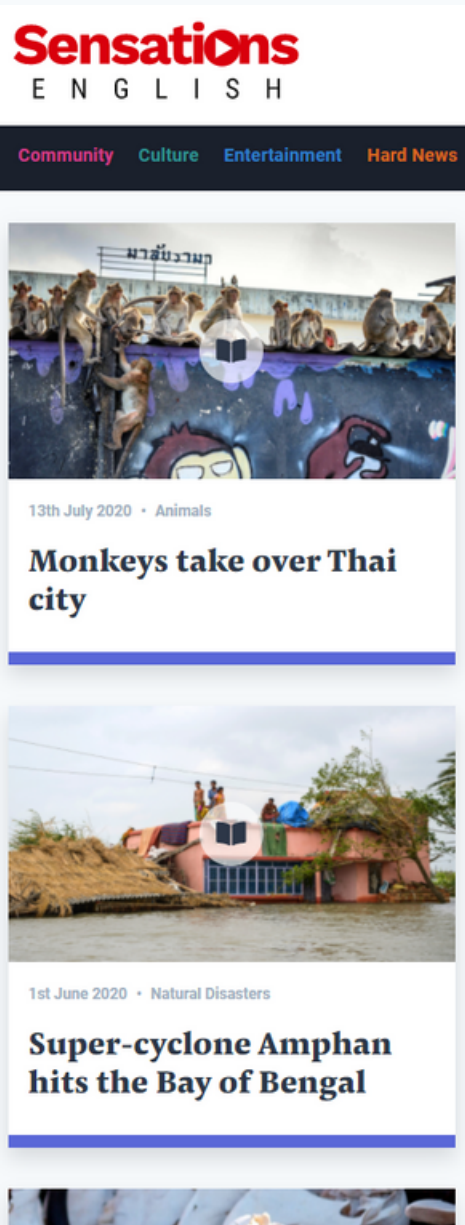 Sensations
ENGLISH
Community Culture Entertainment Hard News
13th July 2020 • Animals
Monkeys take over Thai
city
1st June 2020 • Natural Disasters
Super-cyclone Amphan
hits the Bay of Bengal